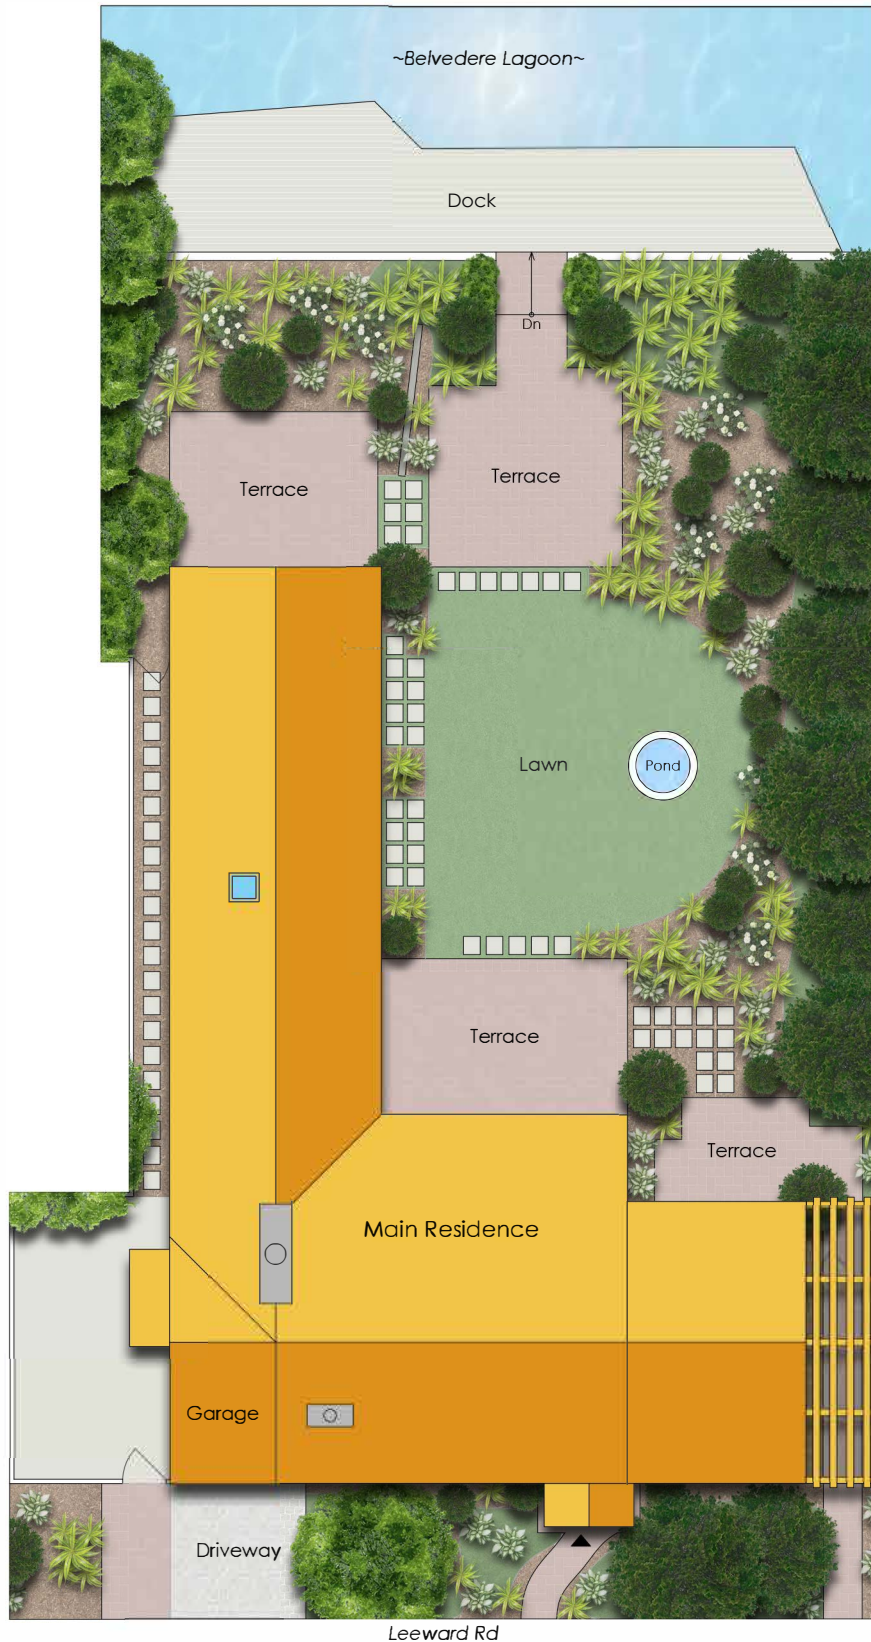 ~Belvedere Lagoon~
Dock
Dn
Terrace
Terrace
Lawn
Pond
Terrace
Terrace
Main Residence
Garage
Driveway
Leeward Rd